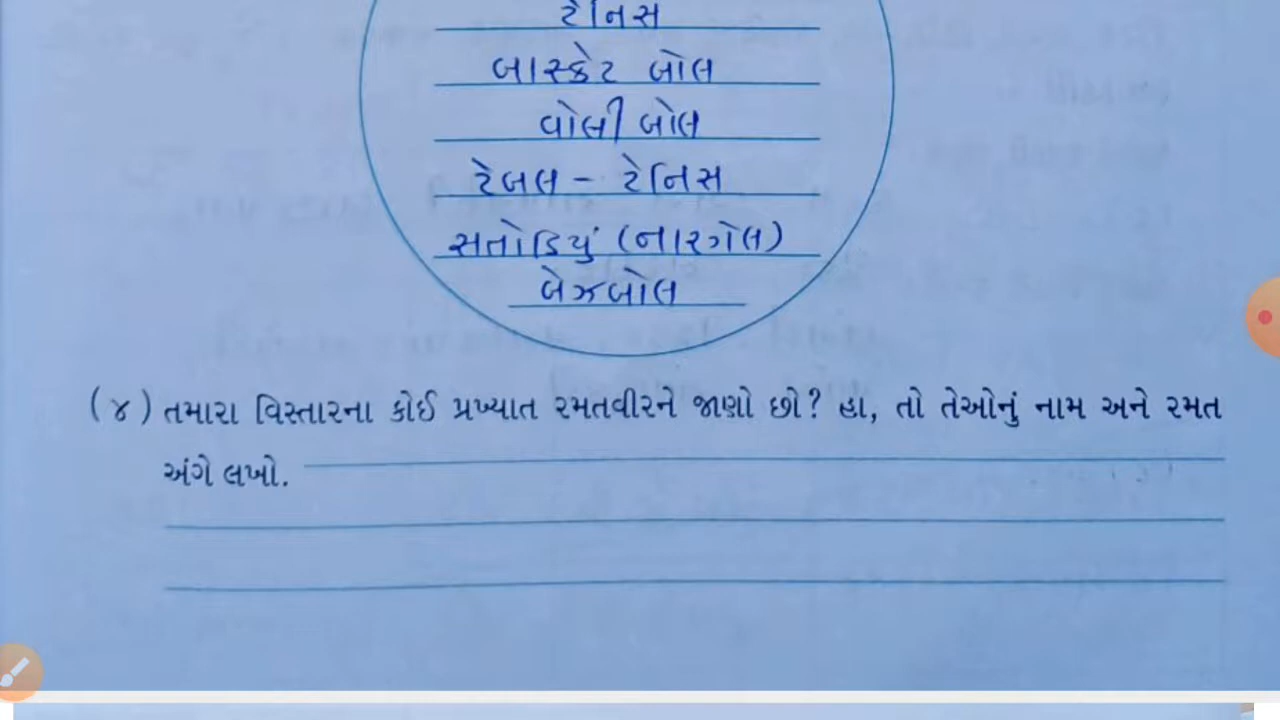 ટેનિસ
બાસ્કેટ બોલ
વોલી બોલ
ટેબલ - ટેનિસ
સતોડિયું (નારગોલ)
બેઝબોલ
(૪) તમારા વિસ્તારના કોઈ પ્રખ્યાત રમતવીરને જાણો છો? હા, તો તેઓનું નામ અને રમત
અંગે લખો.